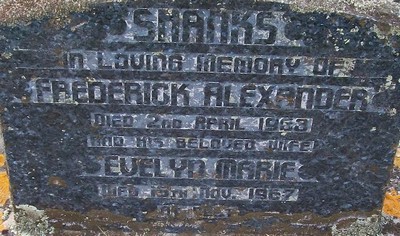 SHANKS
IN LOVING MEMORY OF
FREDERICK ALEXANDER
DIED 2ND APRIL 1953
AND HIS BELOVED WIFE
EVELYN MARIE
DIED 15TH NOV. 1967